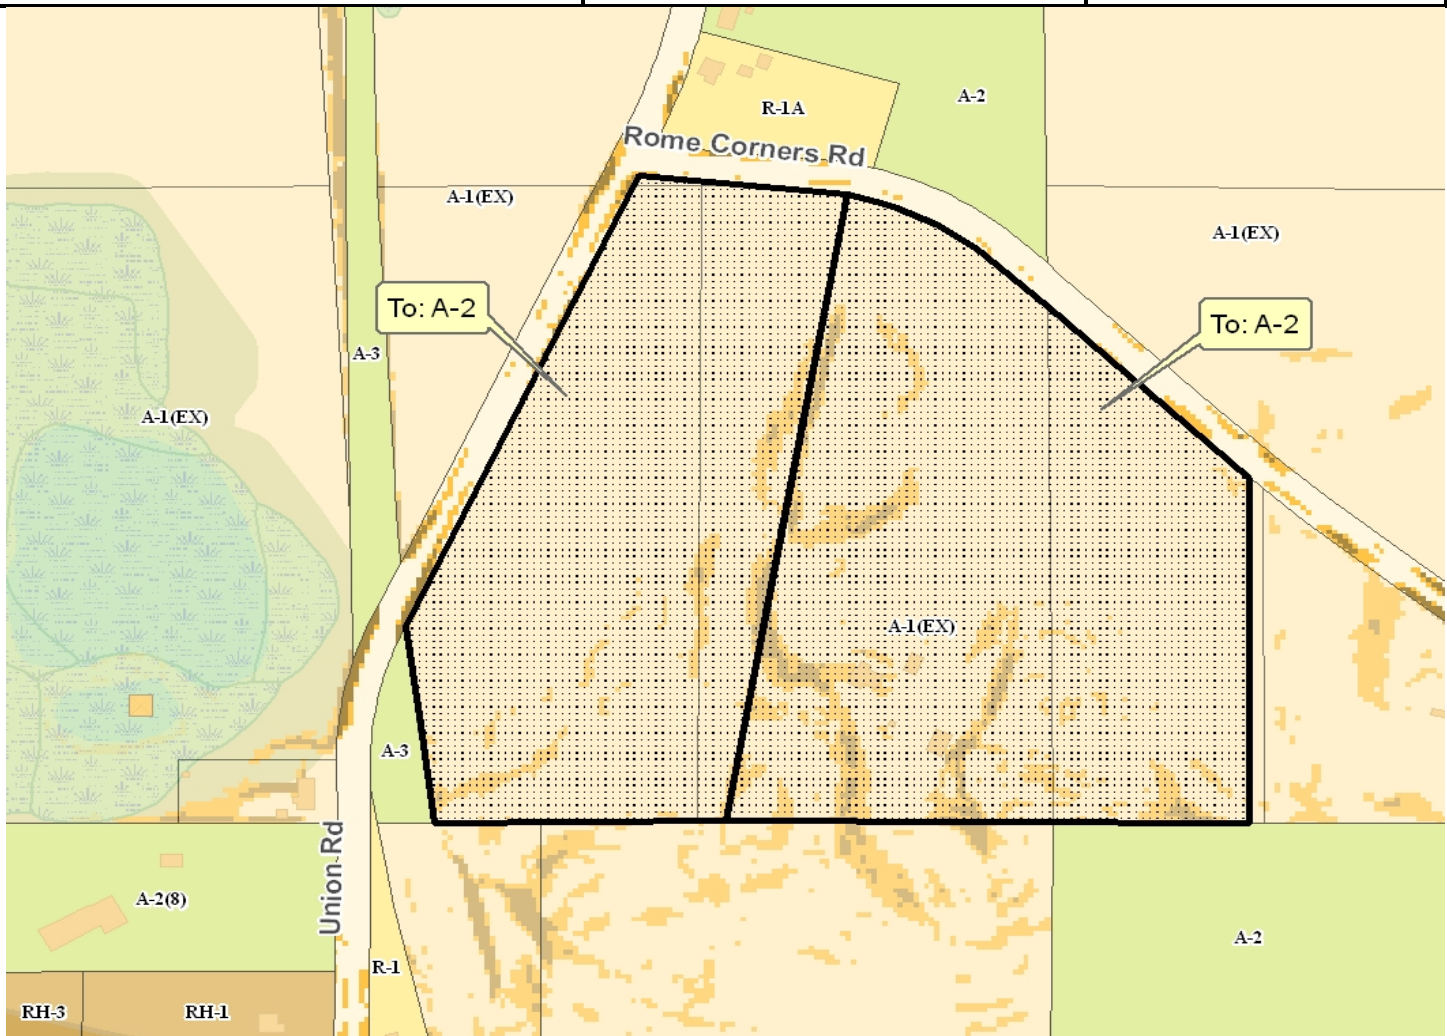 A-2
R-1A
Rome Corners Rd
A-1(EX)
A-1(EX)
To: A-2
To: A-2
A-3
A-1(EX)
A-1(EX)
A-3
Union Rd
A-2(8)
A-2
R-1
RH-3
RH-1